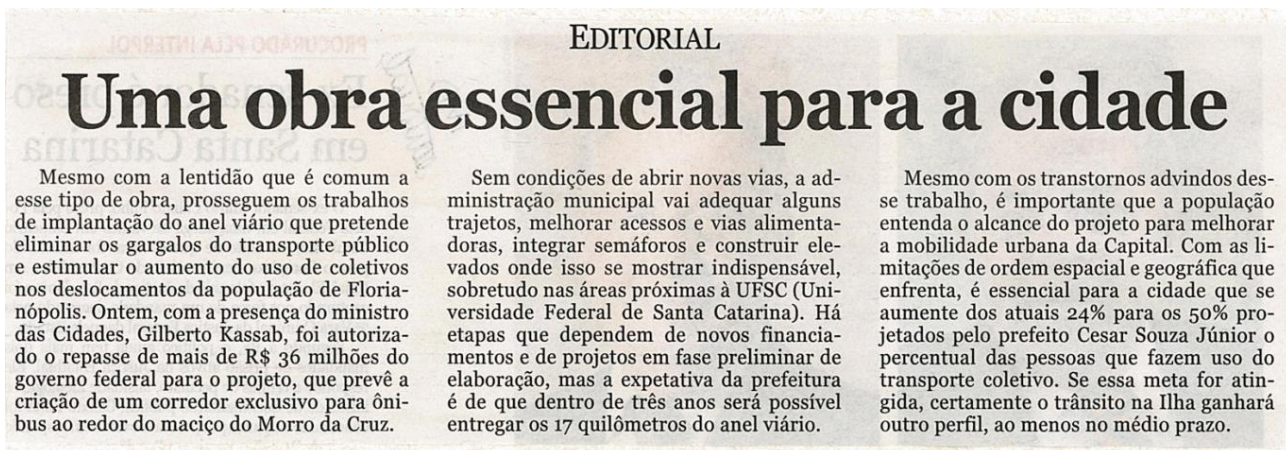 EDITORIAL
Uma obra essencial para a cidade
Mesmo com a lentidão que é comum a
esse tipo de obra, prosseguem os trabalhos
de implantação do anel viário que pretende
eliminar os gargalos do transporte público
e estimular o aumento do uso de coletivos
nos deslocamentos da população de Floria-
nópolis. Ontem, com a presença do ministro
das Cidades, Gilberto Kassab, foi autoriza-
do o repasse de mais de R$ 36 milhões do
governo federal para o projeto, que prevê a
criação de um corredor exclusivo para ôni-
bus ao redor do maciço do Morro da Cruz.
Sem condições de abrir novas vias, a ad-
ministração municipal vai adequar alguns
trajetos, melhorar acessos e vias alimenta-
doras, integrar semáforos e construir ele-
vados onde isso se mostrar indispensável,
sobretudo nas áreas próximas à UFSC (Uni-
versidade Federal de Santa Catarina). Há
etapas que dependem de novos financia-
mentos e de projetos em fase preliminar de
elaboração, mas a expetativa da prefeitura
é de que dentro de três anos será possível
entregar os 17 quilômetros do anel viário.
Mesmo com os transtornos advindos des-
se trabalho, é importante que a população
entenda o alcance do projeto para melhorar
a mobilidade urbana da Capital. Com as li-
mitações de ordem espacial e geográfica que
enfrenta, é essencial para a cidade que se
aumente dos atuais 24% para os 50% pro-
jetados pelo prefeito Cesar Souza Júnior o
percentual das pessoas que fazem uso do
transporte coletivo. Se essa meta for atin-
gida, certamente o trânsito na Ilha ganhará
outro perfil, ao menos no médio prazo.